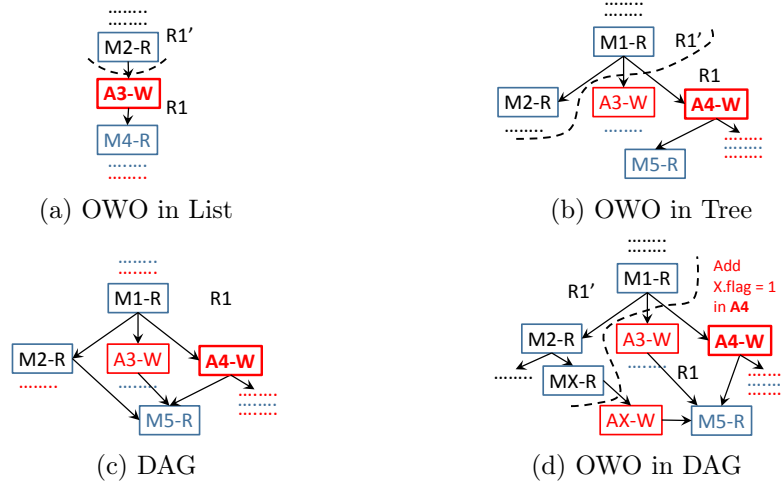 M2-R
R1'
A3-W
R1
M4-R
(a) OWO in List
M1-R
R1'
R1
M2-R
A3-W
A4-W
M5-R
(b) OWO in Tree
M1-R
R1
M2-R
A3-W
A4-W
M5-R
(c) DAG
M1-R
Add
X.flag = 1
in A4
R1'
M2-R
A3-W
A4-W
MX-R
R1
AX-W
M5-R
(d) OWO in DAG